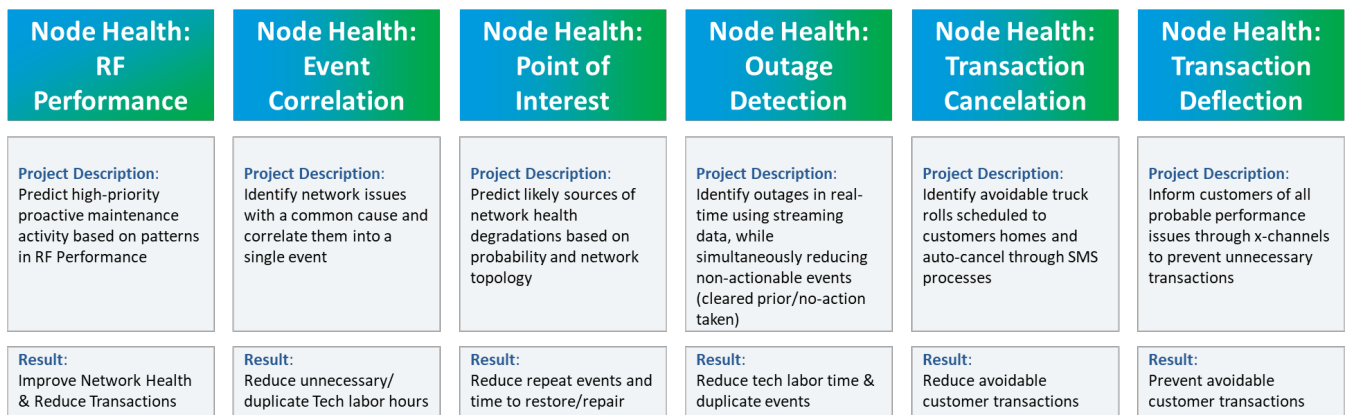 Node Health:
RF
Performance
Node Health:
Event
Correlation
Node Health:
Point of
Interest
Node Health:
Outage
Detection
Node Health:
Transaction
Cancelation
Node Health:
Transaction
Deflection
Project Description:
Predict high-priority
proactive maintenance
activity based on patterns
in RF Performance
Project Description:
Identify network issues
with a common cause and
correlate them into a
single event
Project Description:
Predict likely sources of
network health
degradations based on
probability and network
topology
Project Description:
Identify outages in real-
time using streaming
data, while
simultaneously reducing
non-actionable events
(cleared prior/no-action
taken)
Project Description:
Identify avoidable truck
rolls scheduled to
customers homes and
auto-cancel through SMS
processes
Project Description:
Inform customers of all
probable performance
issues through x-channels
to prevent unnecessary
transactions
Result:
Improve Network Health
& Reduce Transactions
Result:
Reduce unnecessary/
duplicate Tech labor hours
Result:
Reduce repeat events and
time to restore/repair
Result:
Reduce tech labor time &
duplicate events
Result:
Reduce avoidable
customer transactions
Result:
Prevent avoidable
customer transactions